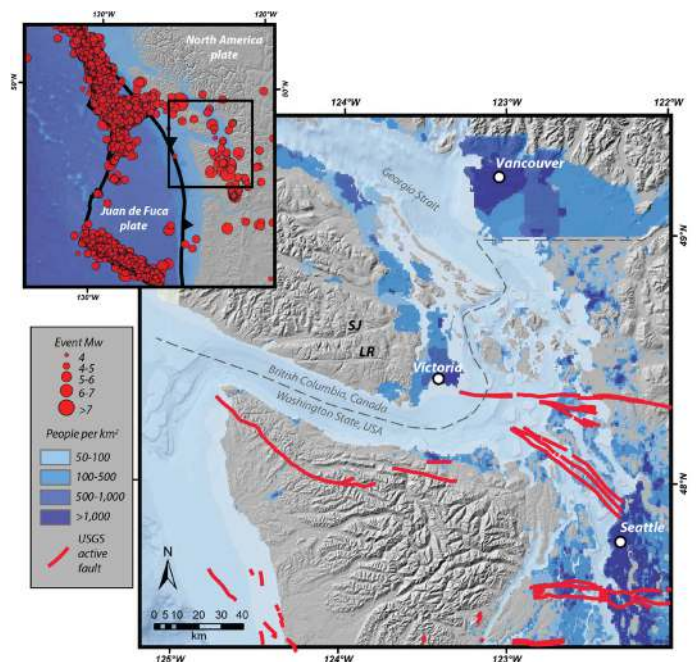 130°W
120°W
North America
plate
50°N
50°N
Juan de Fuca
plate
130°W
124°W
123°W
122°W
Vancouver
Georgia Strait
49°N
SJ
LR
Victoria
British Columbia, Canada
Washington State, USA
48°N
Seattle
Event Mw
4
4-5
5-6
6-7
>7
People per km²
50-100
100-500
500-1,000
>1,000
USGS
active
fault
N
0 5 10 20 30 40
km
125°W
124°W
123°W